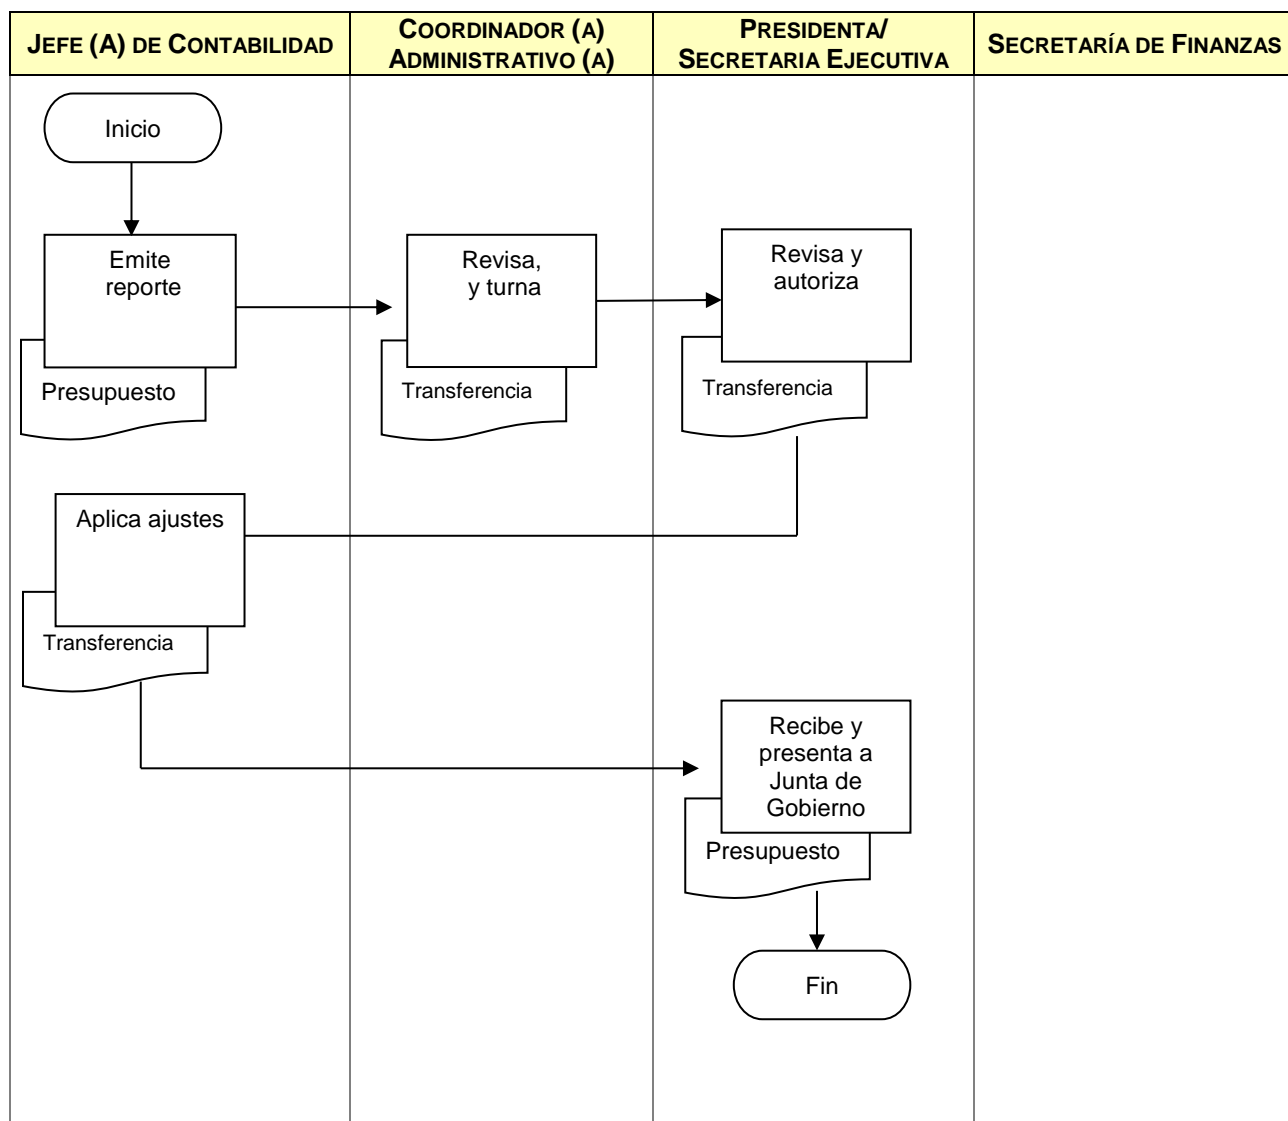 JEFE (A) DE CONTABILIDAD
COORDINADOR (A)
ADMINISTRATIVO (A)
PRESIDENTA/
SECRETARIA EJECUTIVA
SECRETARÍA DE FINANZAS
Inicio
Emite
reporte
Presupuesto
Revisa,
y turna
Transferencia
Revisa y
autoriza
Transferencia
Aplica ajustes
Transferencia
Recibe y
presenta a
Junta de
Gobierno
Presupuesto
Fin